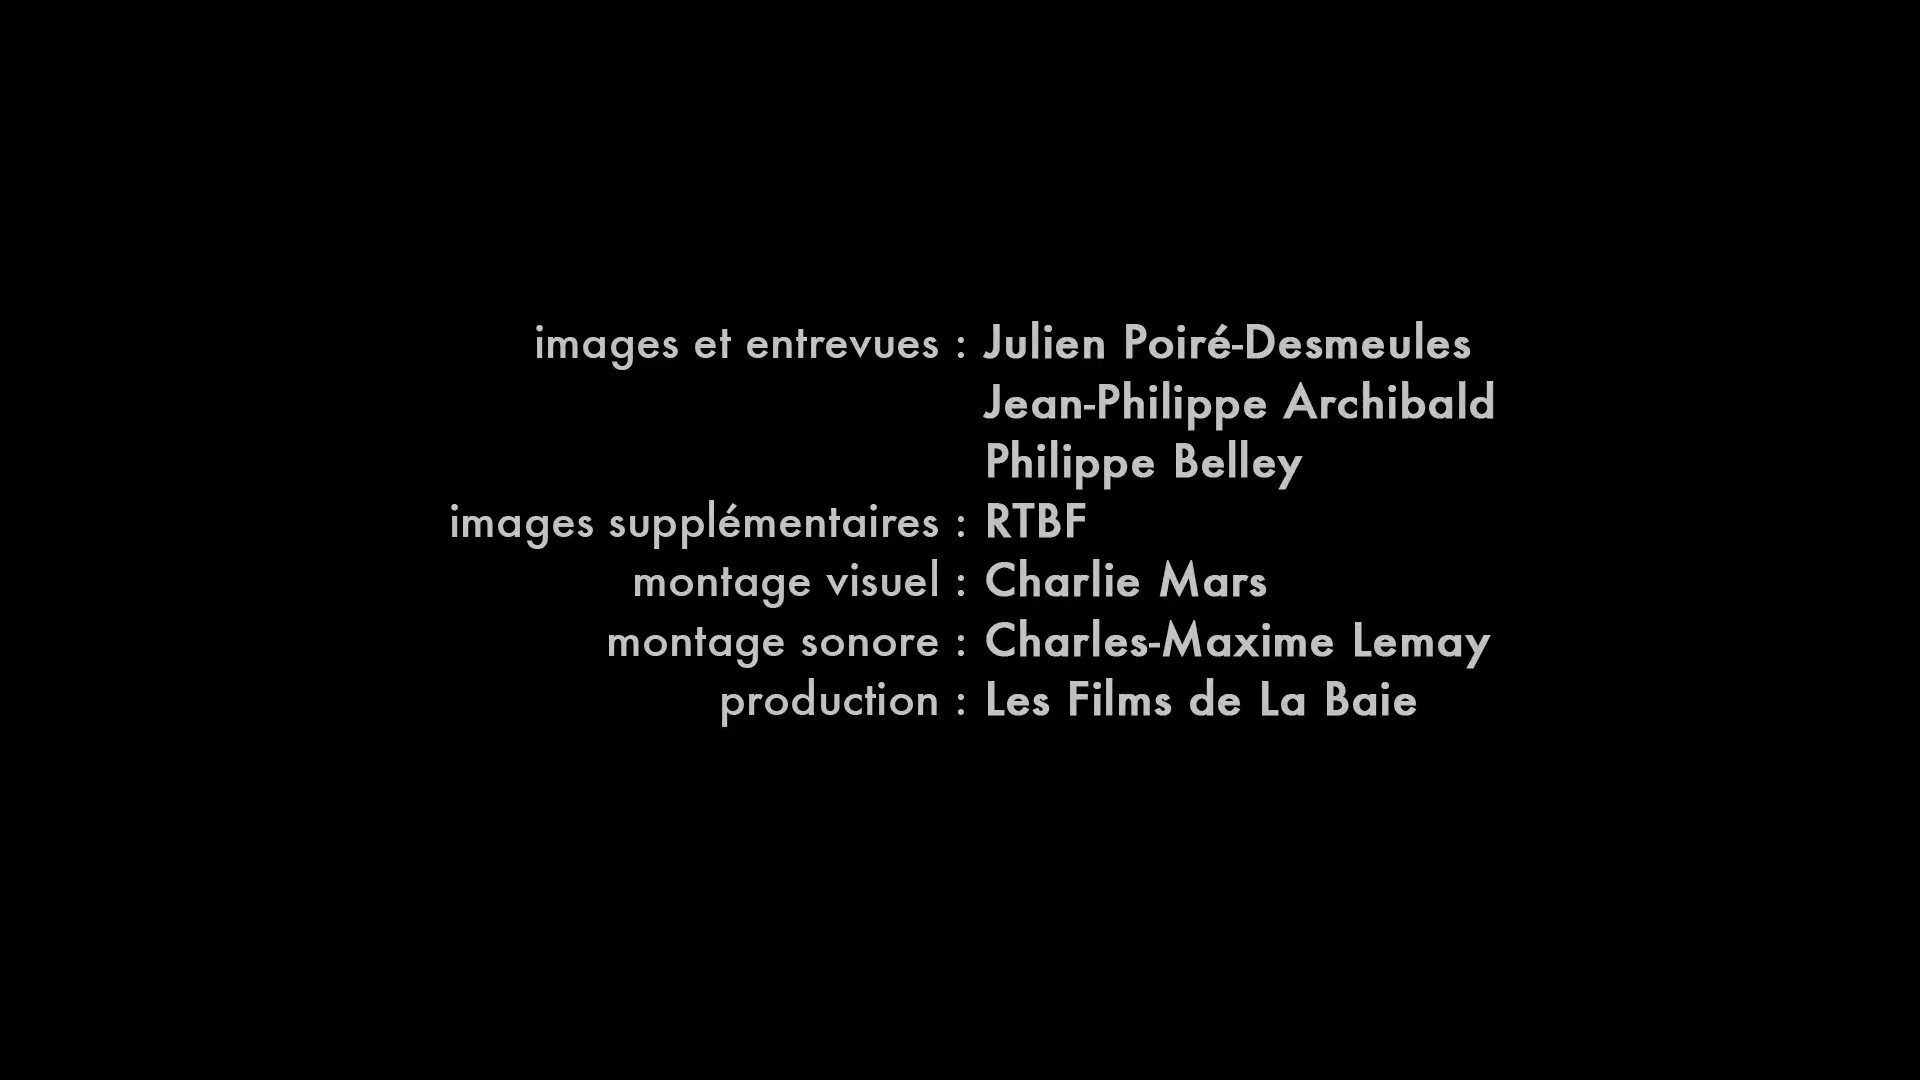 images et entrevues : Julien Poiré-Desmeules
Jean-Philippe Archibald
Philippe Belley
images supplémentaires : RTBF
montage visuel : Charlie Mars
montage sonore : Charles-Maxime Lemay
production : Les Films de La Baie